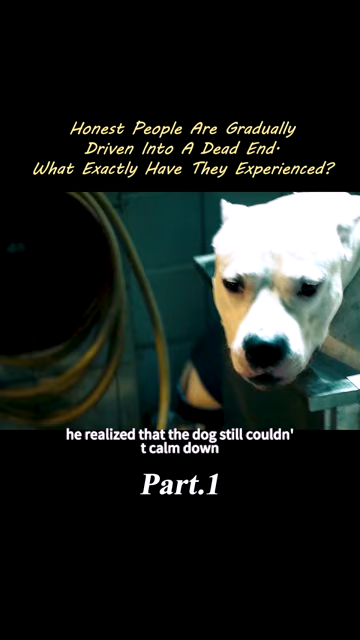 Honest People Are Gradually
Driven Into A Dead End.
What Exactly Have They Experienced?
he realized that the dog still couldn'
t calm down
Part.1